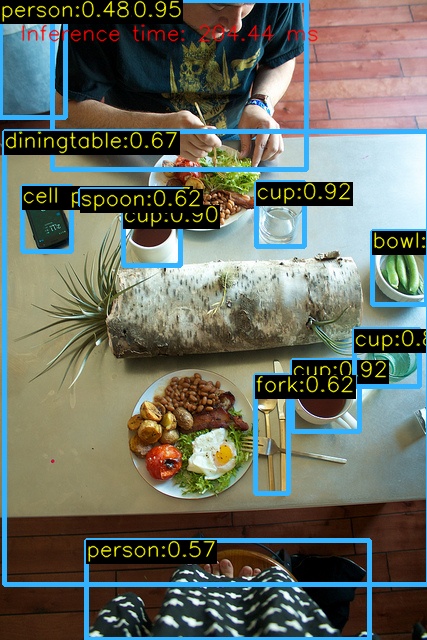 person:0.48 0.95
Inference time: 204.44 ms
diningtable:0.67
cell p
spoon:0.62
cup:0.90
cup:0.92
bowl:
cup:0.8
cup:0.92
fork:0.62
person:0.57